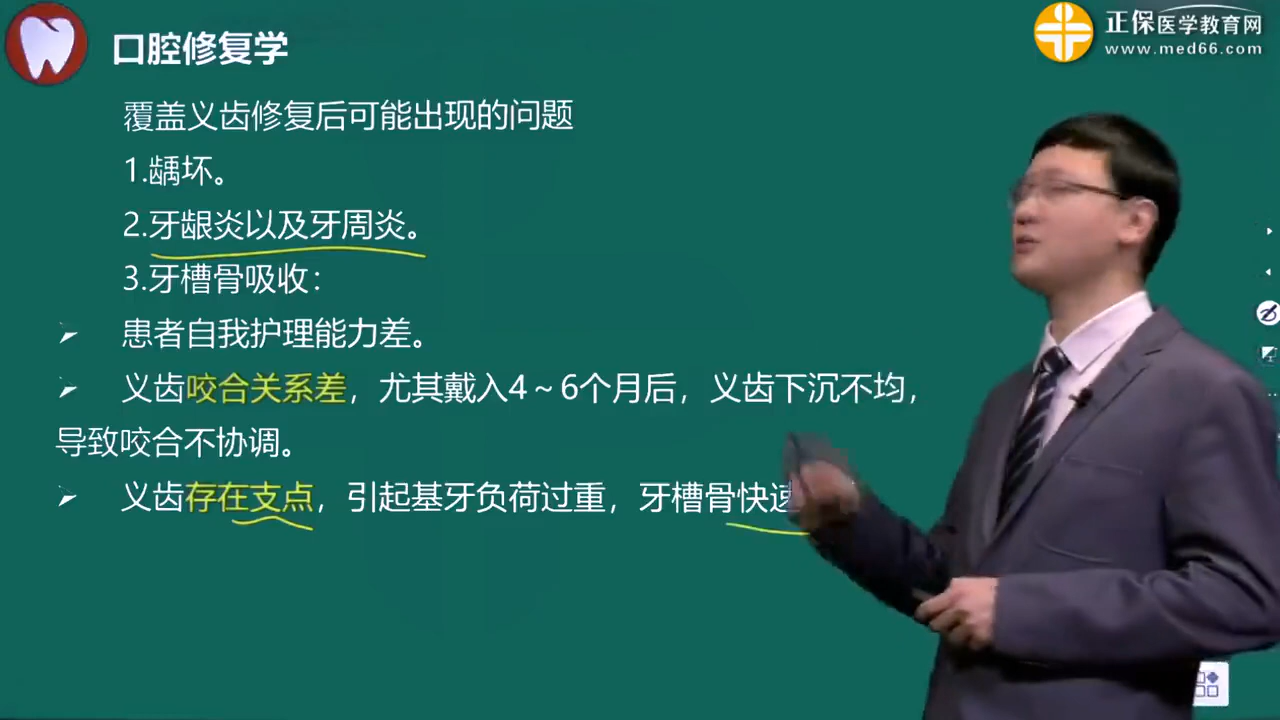 口腔修复学
正保医学教育网
www.med66.com
覆盖义齿修复后可能出现的问题
1.龋坏。
2.牙龈炎以及牙周炎。
3.牙槽骨吸收：
患者自我护理能力差。
义齿咬合关系差，尤其戴入4～6个月后，义齿下沉不均，
导致咬合不协调。
义齿存在支点，引起基牙负荷过重，牙槽骨快速